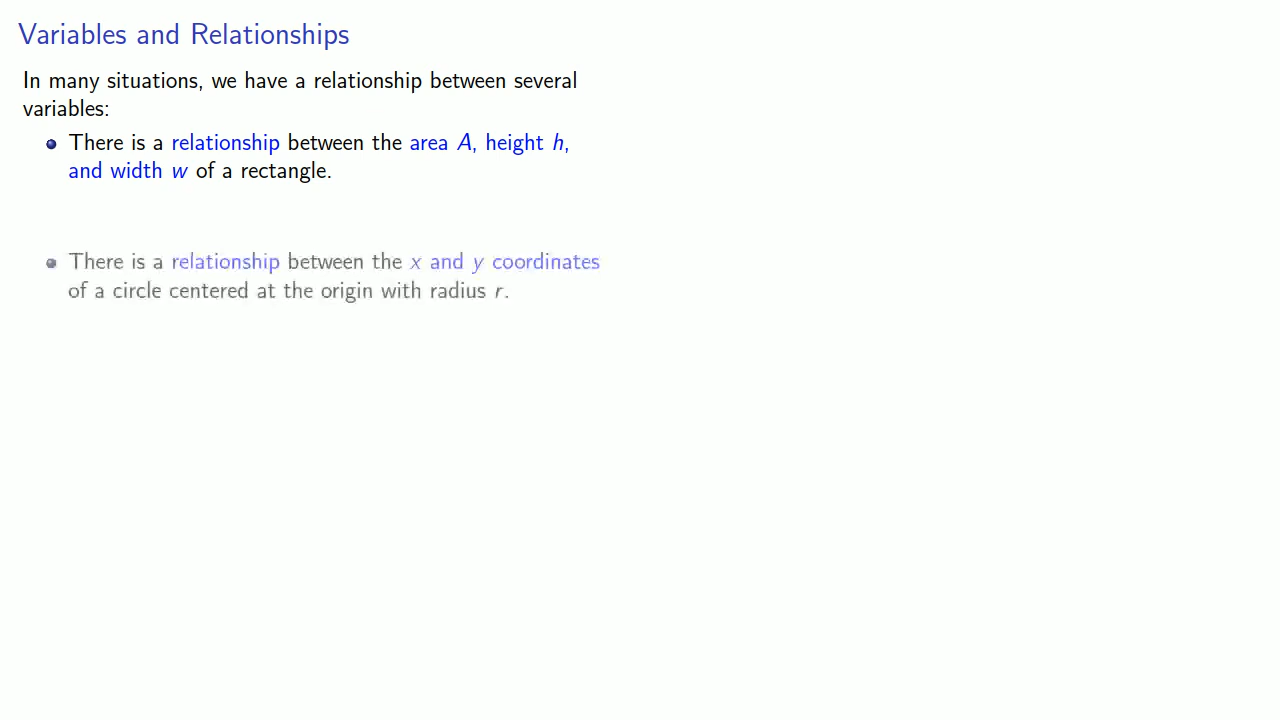 Variables and Relationships
In many situations, we have a relationship between several
variables:
There is a relationship between the area A, height h,
and width w of a rectangle.
There is a relationship between the x and y coordinates
of a circle centered at the origin with radius r.